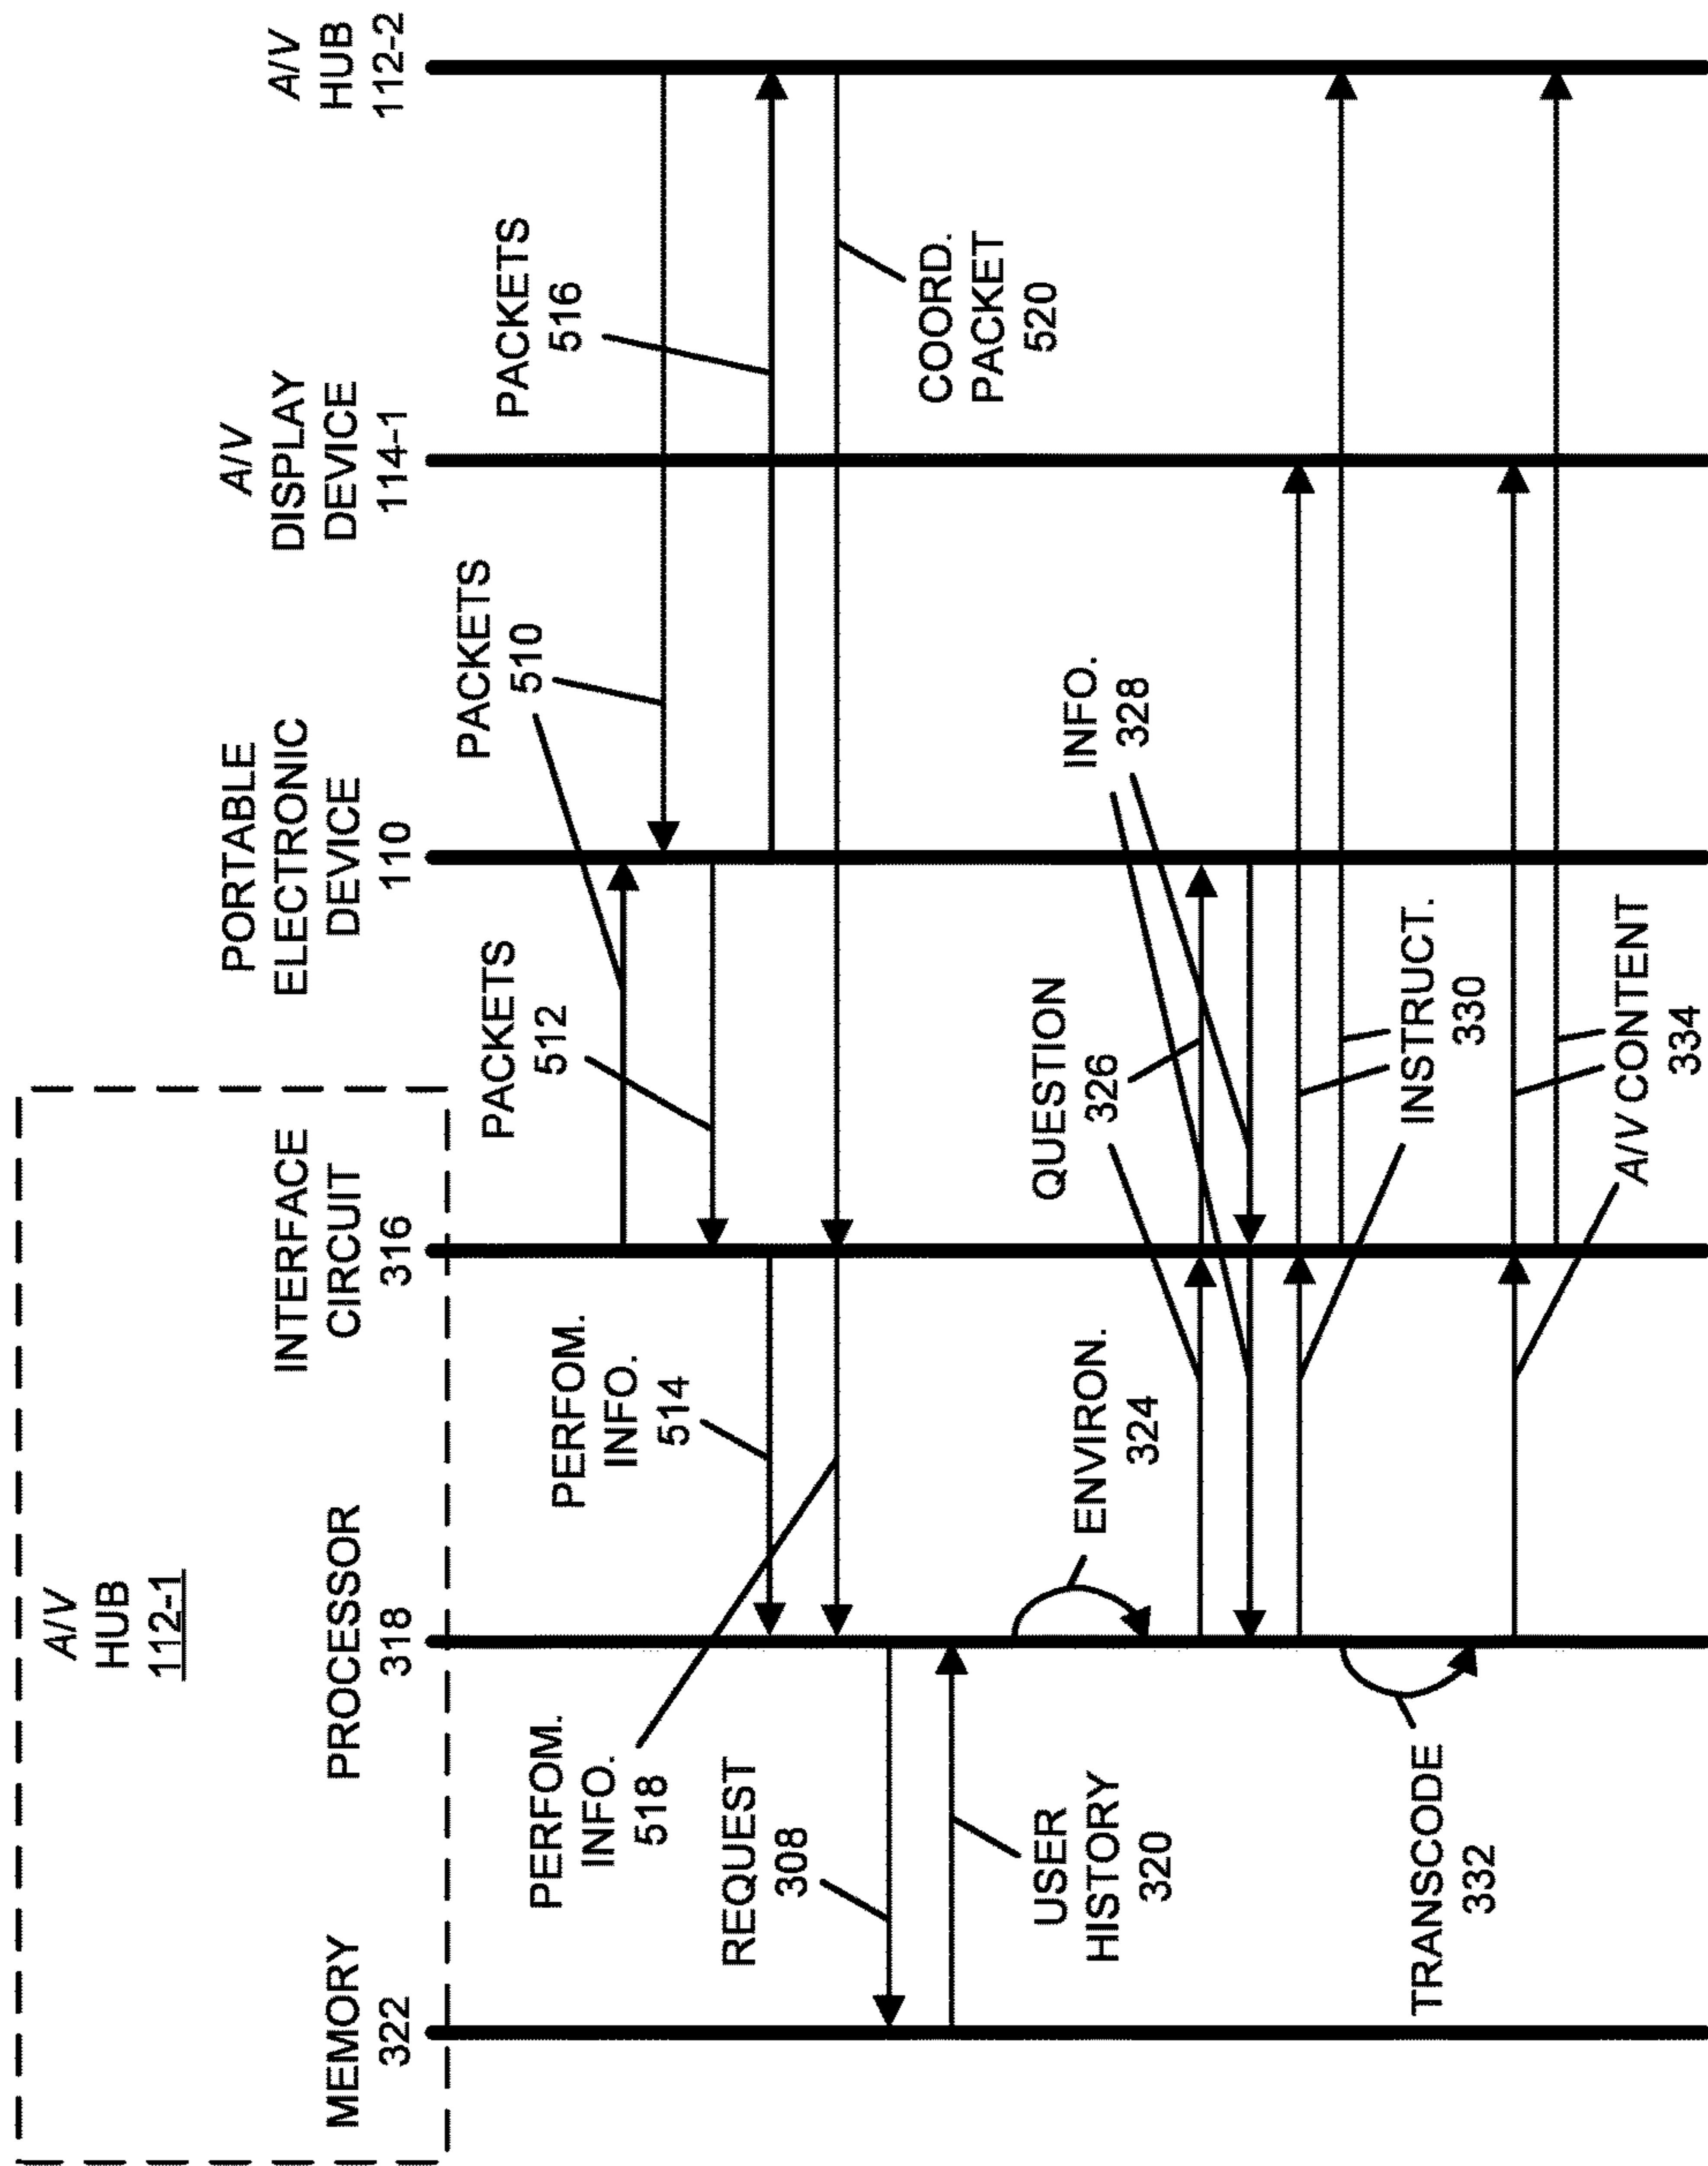 A/V
HUB
112-1
MEMORY
322
PROCESSOR
318
INTERFACE
CIRCUIT
316
PORTABLE
ELECTRONIC
DEVICE
110
A/V
DISPLAY
DEVICE
114-1
A/V
HUB
112-2
PACKETS
510
PACKETS
512
PACKETS
516
PERFOM.
INFO.
514
PERFOM.
INFO.
518
COORD.
PACKET
520
REQUEST
308
USER
HISTORY
320
ENVIRON.
324
QUESTION
326
INFO.
328
INSTRUCT.
330
TRANSCODE
332
A/V CONTENT
334